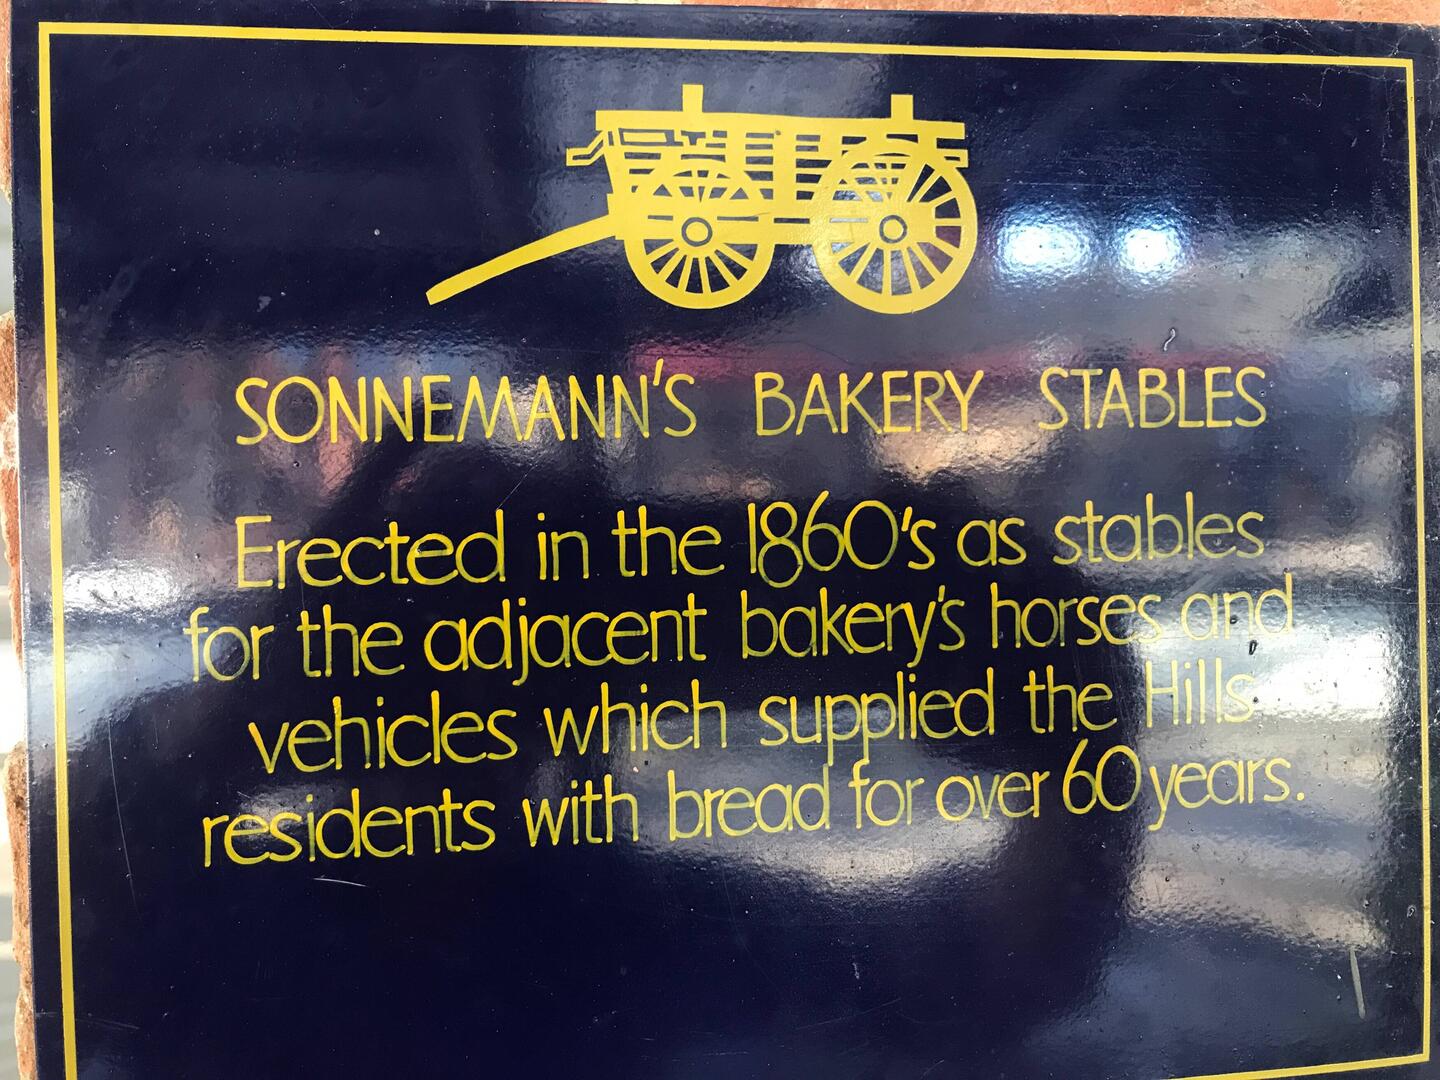 SONNEMANN'S BAKERY STABLES
Erected in the 1860's as stables
for the adjacent bakery's horses and
vehicles which supplied the Hills
residents with bread for over 60 years.